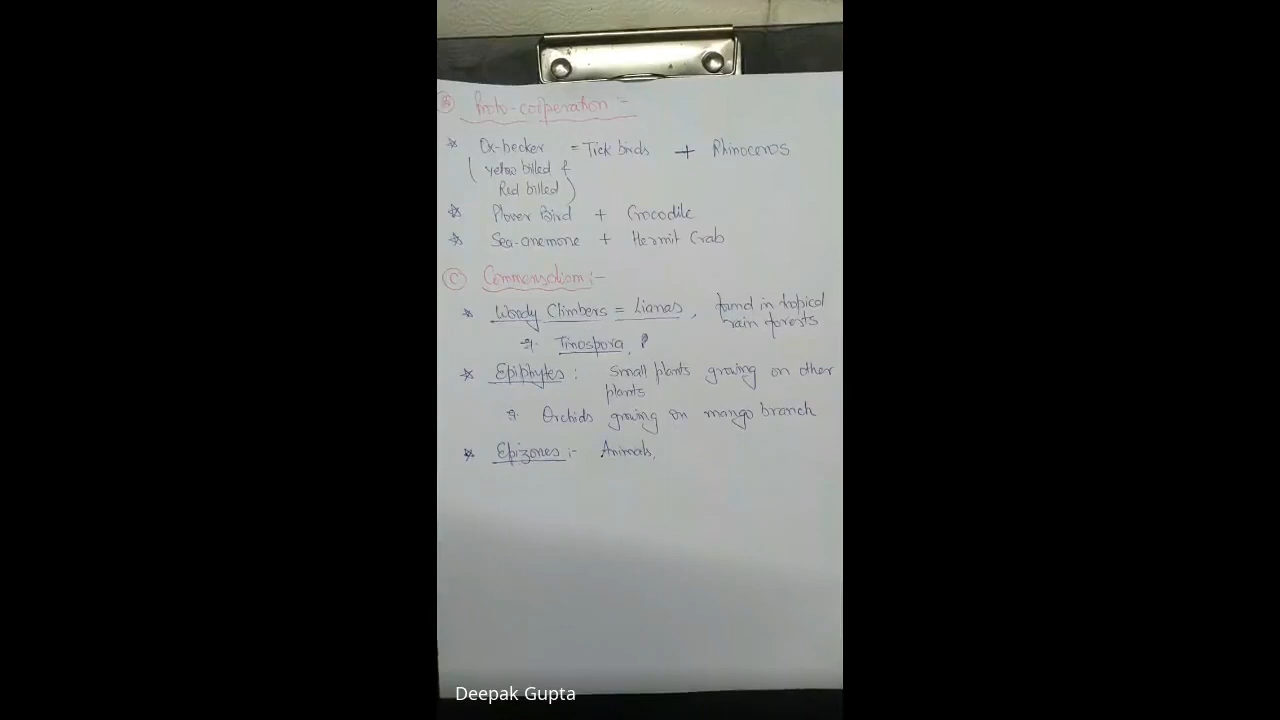 B Proto-cooperation :-
☆ Ox-pecker = Tick birds + Rhinoceros
(Yellow billed &
Red billed)
☆ Plover Bird + Crocodile
☆ Sea-anemone + Hermit Crab
C Commensalism :-
☆ Woody Climbers = Lianas, found in tropical
rain forests
Tinospora,
☆ Epiphytes : Small plants growing on other
plants
Orchids growing on mango branch
☆ Epizones :- Animals,
Deepak Gupta